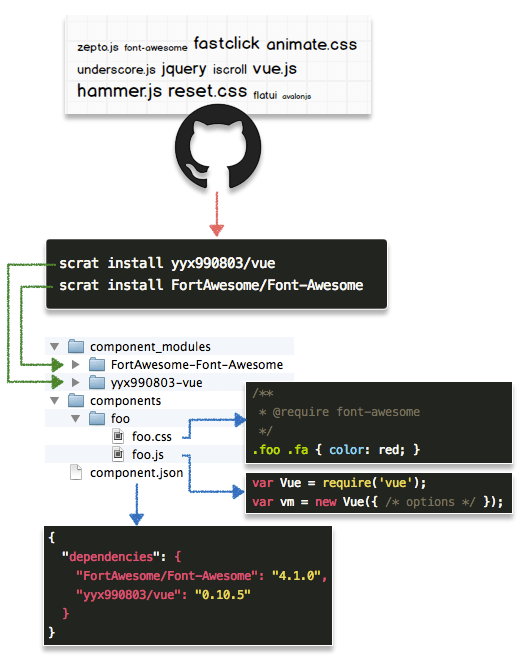 zepto.js font-awesome fastclick animate.css
underscore.js jquery iscroll vue.js
hammer.js reset.css flatui avalonjs
scrat install yyx990803/vue
scrat install FortAwesome/Font-Awesome
component_modules
FortAwesome-Font-Awesome
yyx990803-vue
components
foo
foo.css
foo.js
component.json
/**
* @require font-awesome
*/
.foo .fa { color: red; }
var Vue = require('vue');
var vm = new Vue({ /* options */ });
{
"dependencies": {
"FortAwesome/Font-Awesome": "4.1.0",
"yyx990803/vue": "0.10.5"
}
}